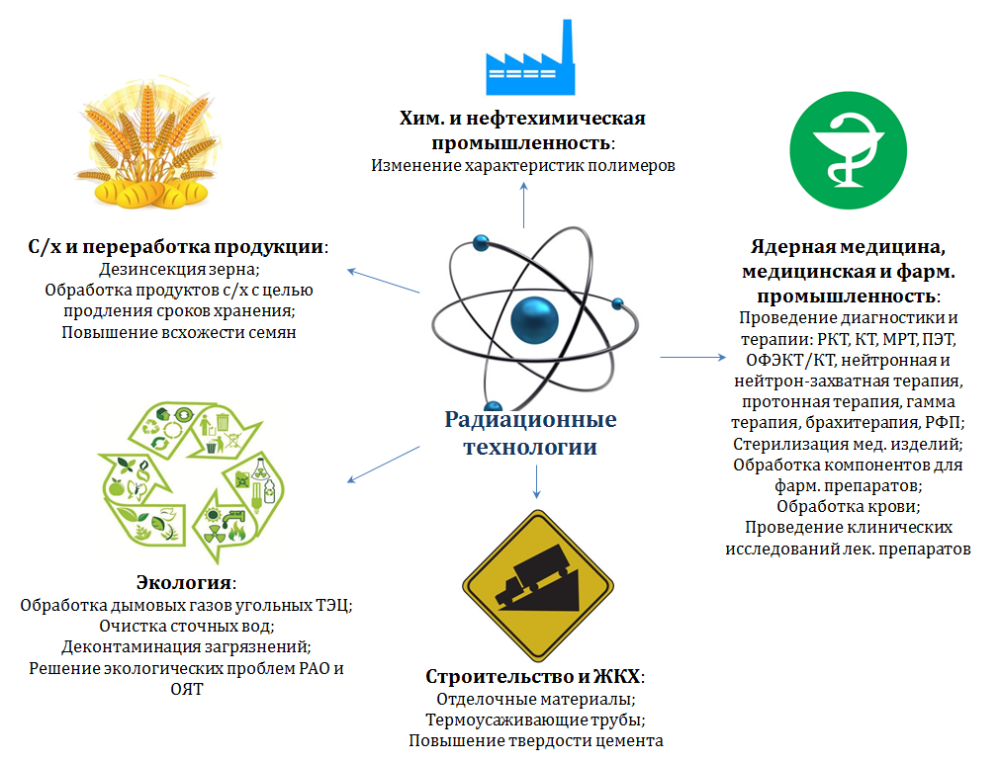 Хим. и нефтехимическая
промышленность:
Изменение характеристик полимеров
С/х и переработка продукции:
Дезинсекция зерна;
Обработка продуктов с/х с целью
продления сроков хранения;
Повышение всхожести семян
Ядерная медицина,
медицинская и фарм.
промышленность:
Проведение диагностики и
терапии: РКТ, КТ, МРТ, ПЭТ,
ОФЭКТ/КТ, нейтронная и
нейтрон-захватная терапия,
протонная терапия, гамма
терапия, брахитерапия, РФП;
Стерилизация мед. изделий;
Обработка компонентов для
фарм. препаратов;
Обработка крови;
Проведение клинических
исследований лек. препаратов
Радиационные
технологии
Экология:
Обработка дымовых газов угольных ТЭЦ;
Очистка сточных вод;
Деконтаминация загрязнений;
Решение экологических проблем РАО и
ОЯТ
Строительство и ЖКХ:
Отделочные материалы;
Термоусаживающие трубы;
Повышение твердости цемента